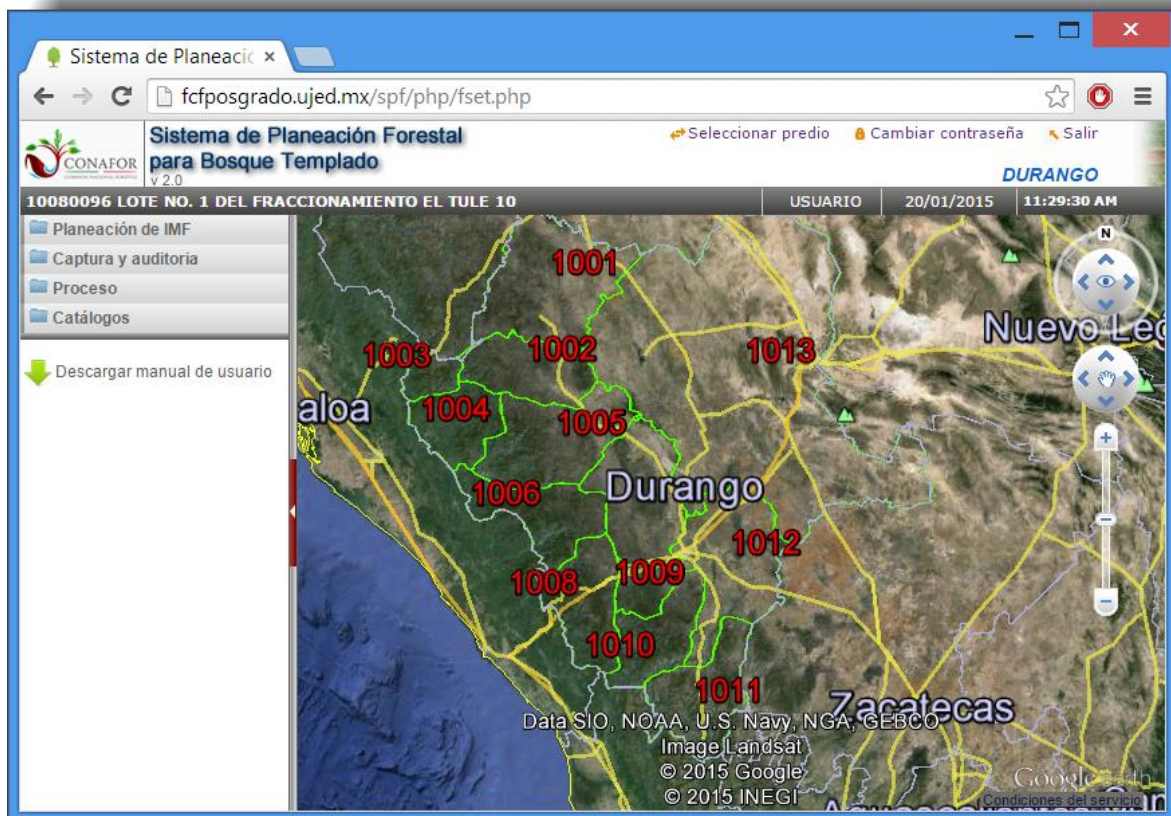 Sistema de Planeació
fcfposgrado.ujed.mx/spf/php/fset.php
CONAFOR
Sistema de Planeación Forestal
para Bosque Templado
v 2.0
Seleccionar predio Cambiar contraseña Salir
DURANGO
10080096 LOTE NO. 1 DEL FRACCIONAMIENTO EL TULE 10 USUARIO 20/01/2015 11:29:30 AM
Planeación de IMF
Captura y auditoria
Proceso
Catálogos
Descargar manual de usuario
N
1001
Nuevo Leo
1003 1002 1013
aloa 1004 1005
1006 Durango
1012
1008 1009
1010
1011
Zacatecas
Data SIO, NOAA, U.S. Navy, NGA, GEBCO
Image Landsat
© 2015 Google
© 2015 INEGI
Google earth
Condiciones del servicio